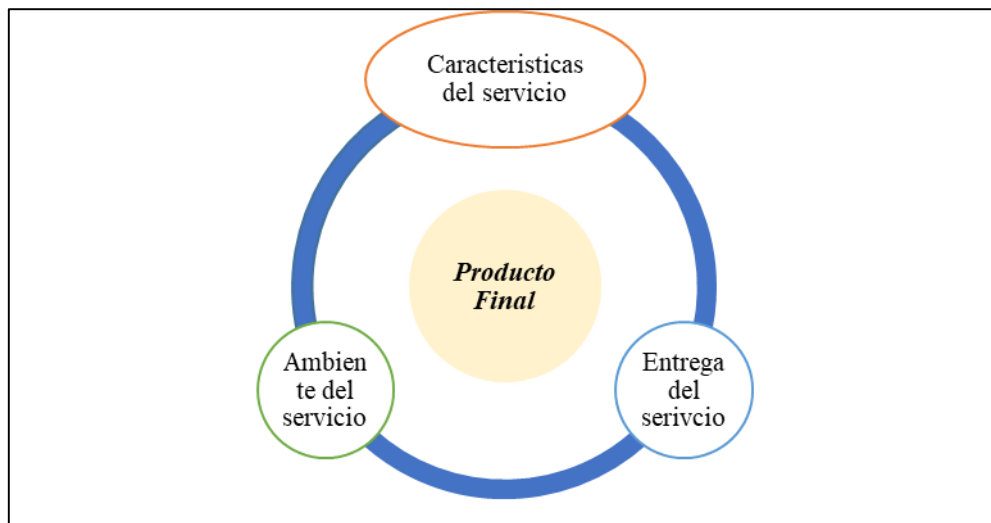 Caracteristicas
del servicio
Producto
Final
Ambien
te del
servicio
Entrega
del
serivcio